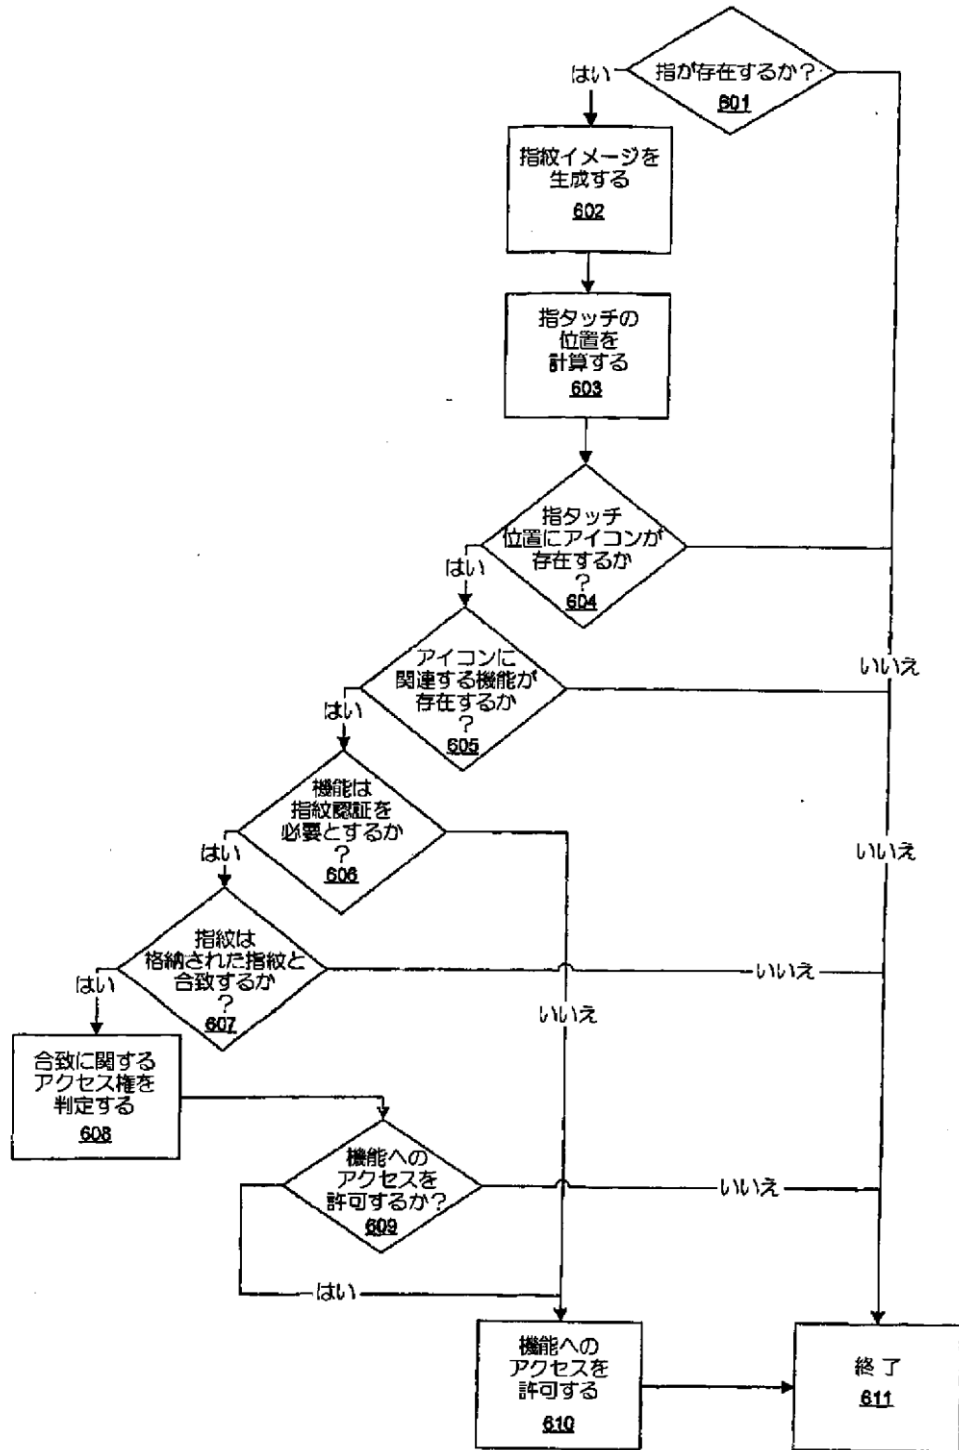 指が存在するか?
601
はい
指紋イメージを
生成する
602
指タッチの
位置を
計算する
603
指タッチ
位置にアイコンが
存在するか
?
604
はい
アイコンに
関連する機能が
存在するか
?
605
いいえ
はい
機能は
指紋認証を
必要とするか
?
606
いいえ
はい
指紋は
格納された指紋と
合致するか
?
607
いいえ
はい
いいえ
合致に関する
アクセス権を
判定する
608
機能への
アクセスを
許可するか?
609
いいえ
はい
機能への
アクセスを
許可する
610
終了
611